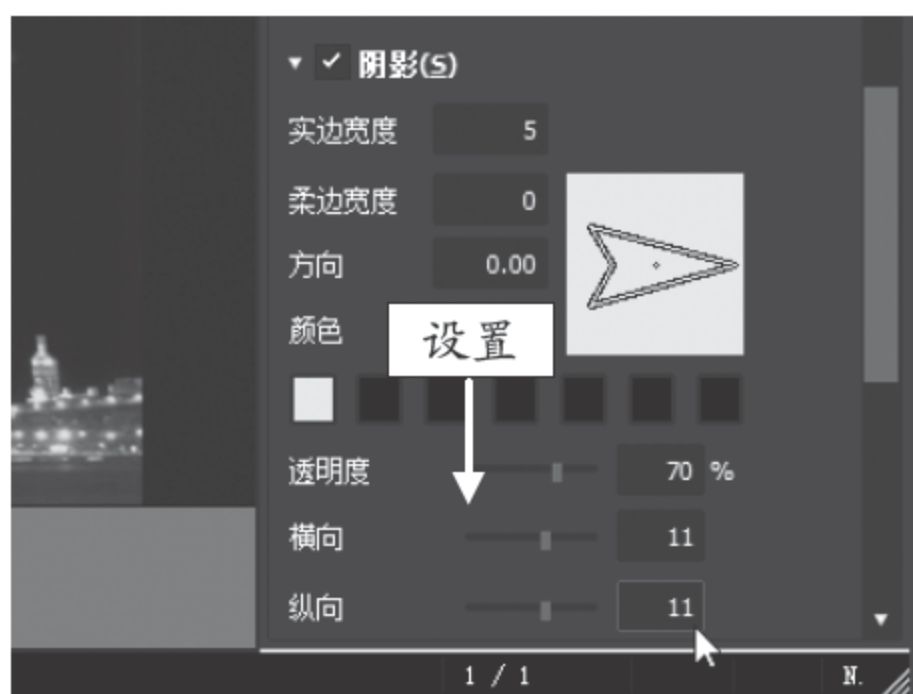 阴影(S)
实边宽度 5
柔边宽度 0
方向 0.00
颜色
设置
透明度 70 %
横向 11
纵向 11
1 / 1
N.